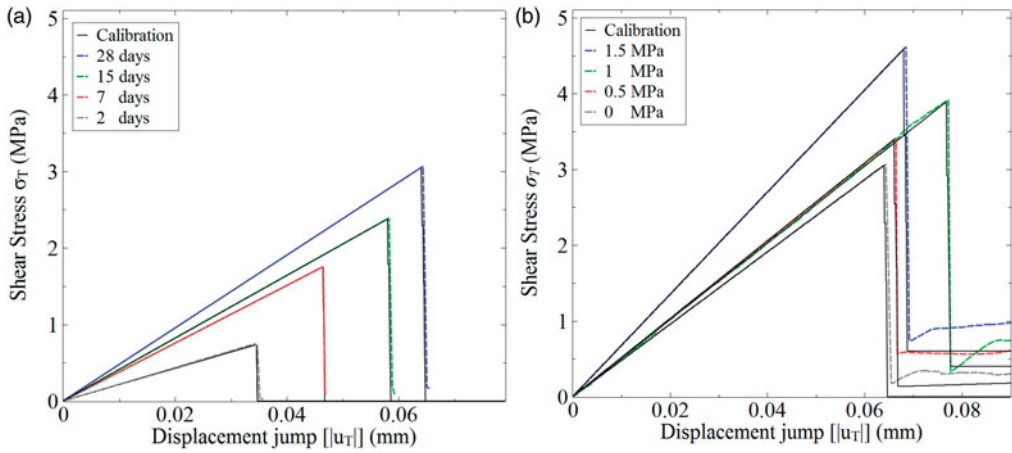 (a)
5
4
3
2
1
0
Shear Stress σT (MPa)
Calibration
28 days
15 days
7 days
2 days
0
0.02
0.04
0.06
Displacement jump [|uT|] (mm)
(b)
5
4
3
2
1
0
Shear Stress σT (MPa)
Calibration
1.5 MPa
1 MPa
0.5 MPa
0 MPa
0
0.02
0.04
0.06
0.08
Displacement jump [|uT|] (mm)